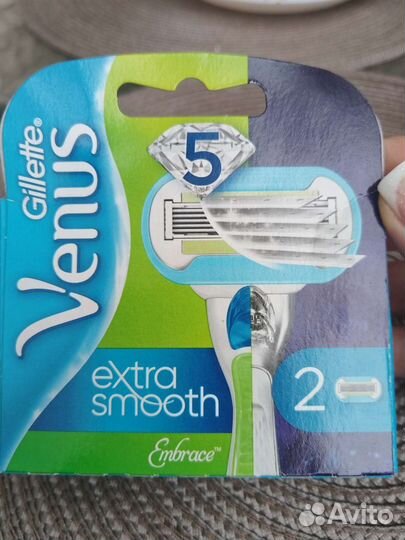 Gillette®
Venus
5
extra
smooth
Embrace™
2
Avito